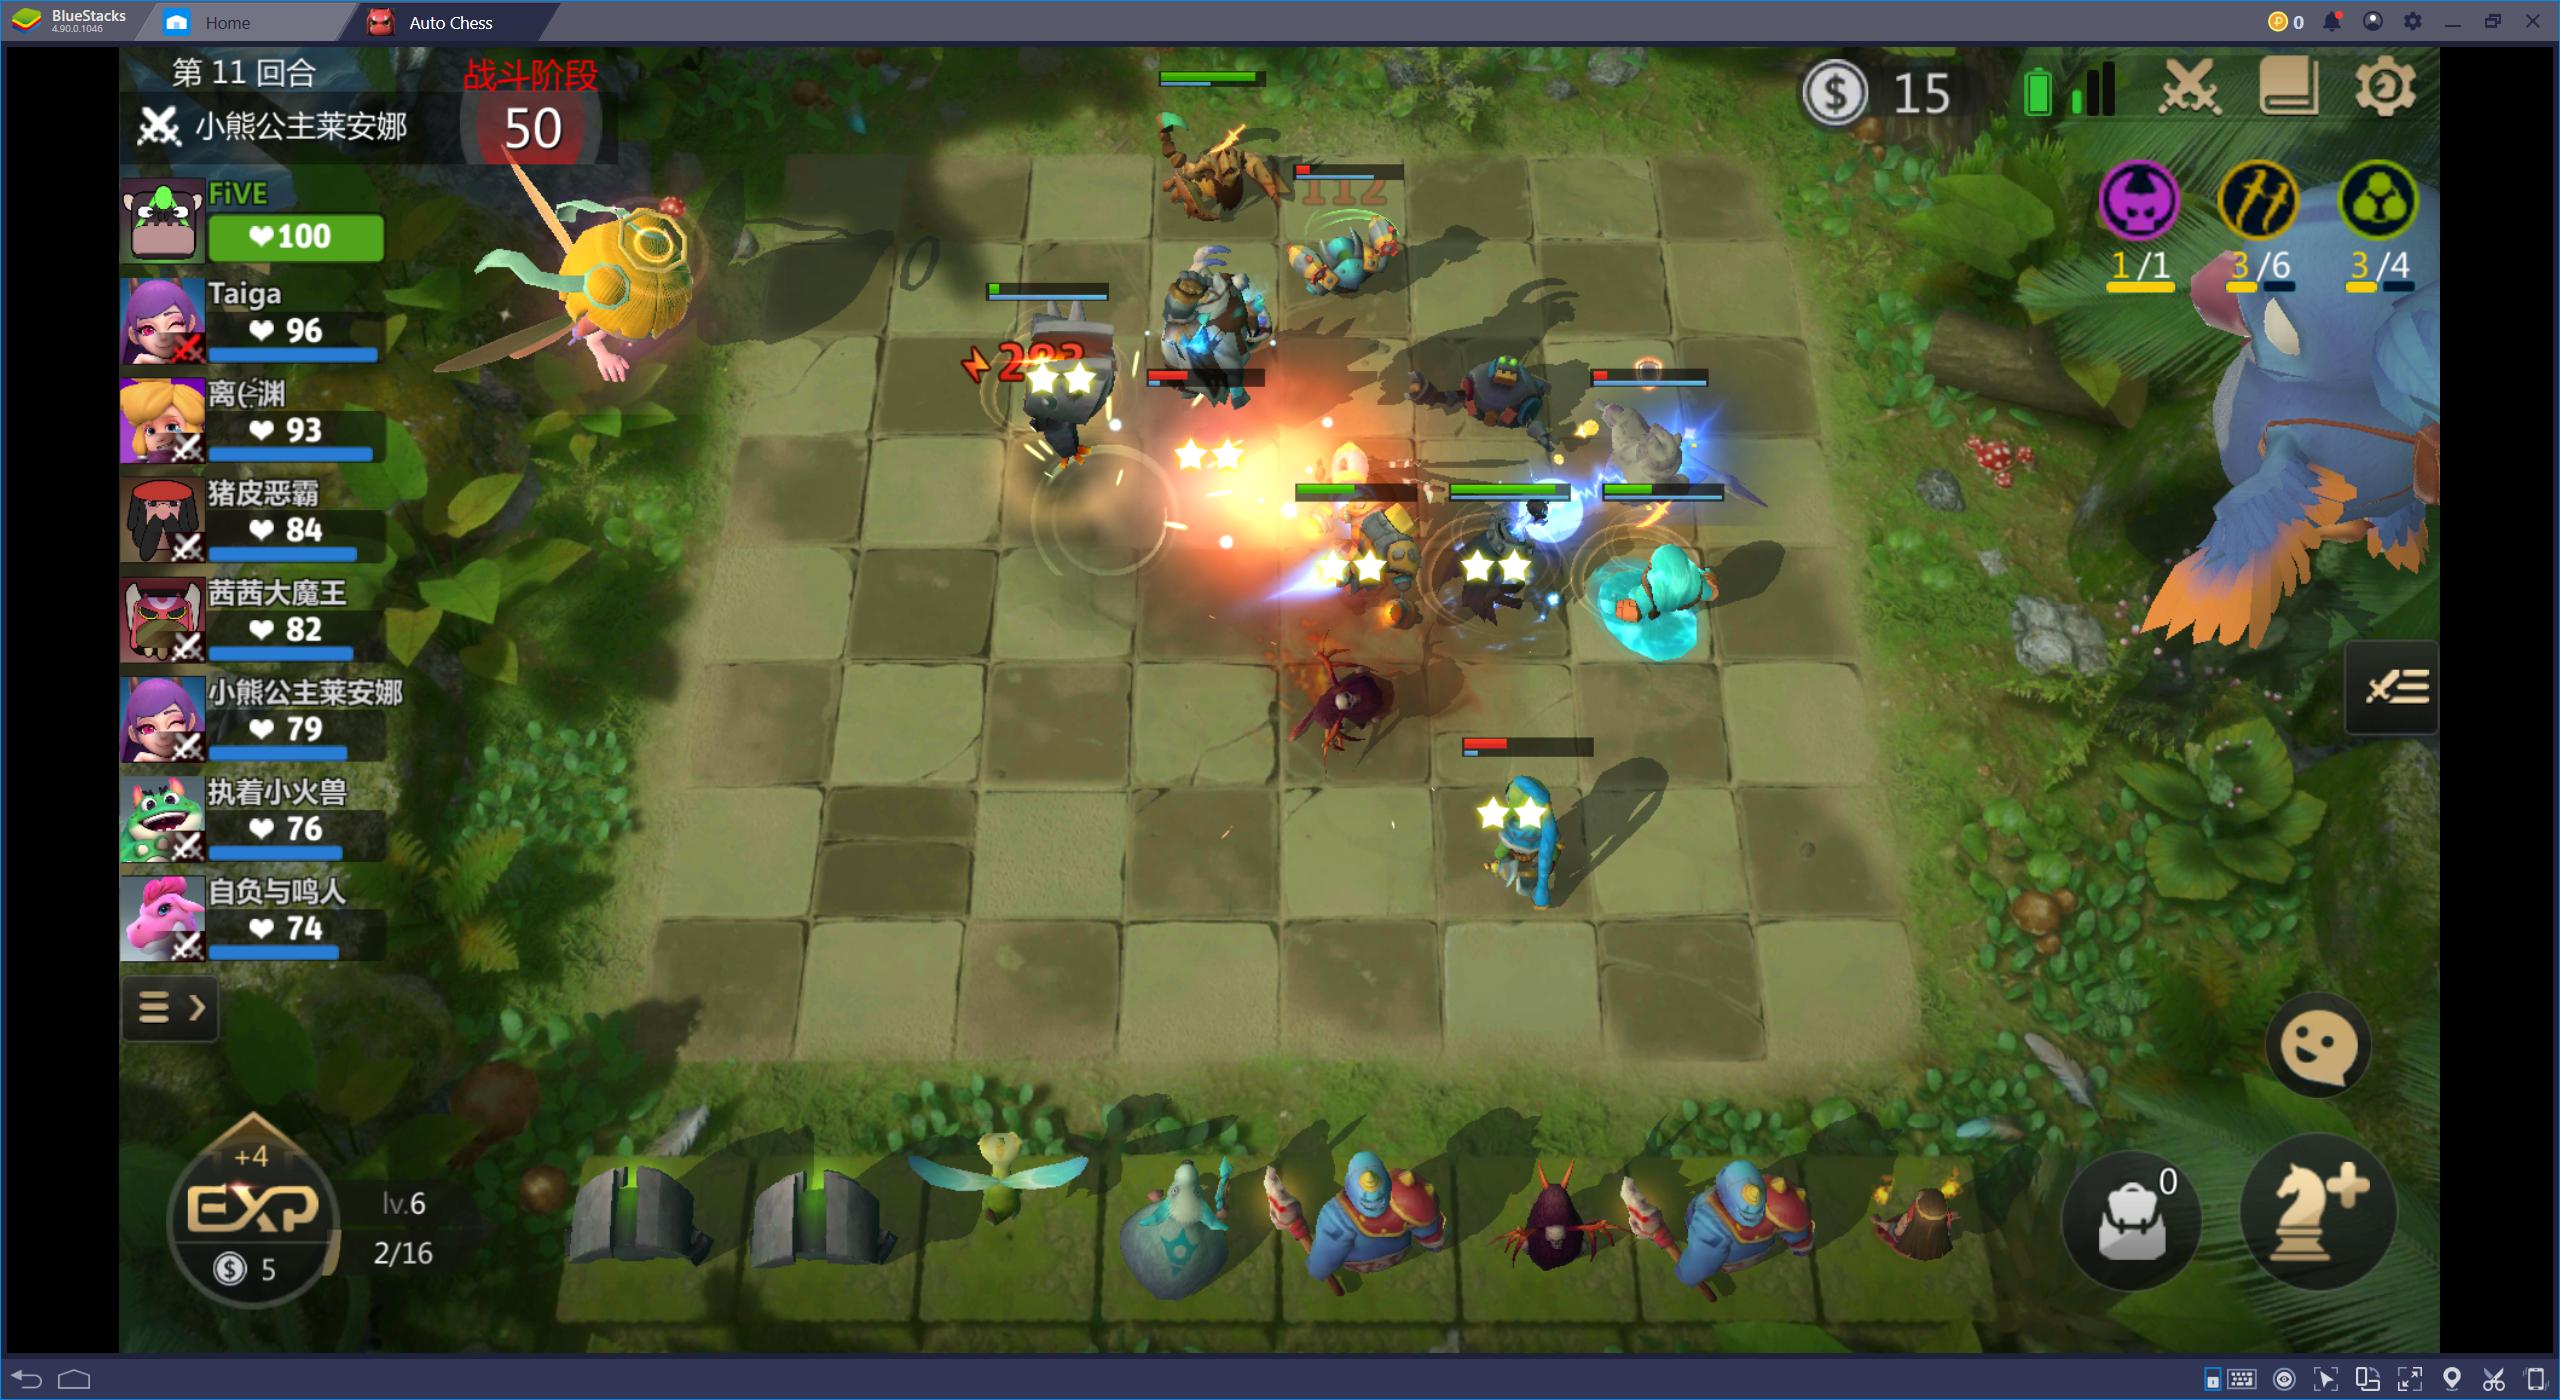 BlueStacks
4.90.0.1046
Home
Auto Chess
0
第 11 回合
战斗阶段
小熊公主莱安娜
50
15
FiVE
100
Taiga
96
93
猪皮恶霸
84
茜茜大魔王
82
小熊公主莱安娜
79
执着小火兽
76
自负与鸣人
74
1/1
3/6
3/4
0
112
+4
EXP
5
lv.6
2/16
0